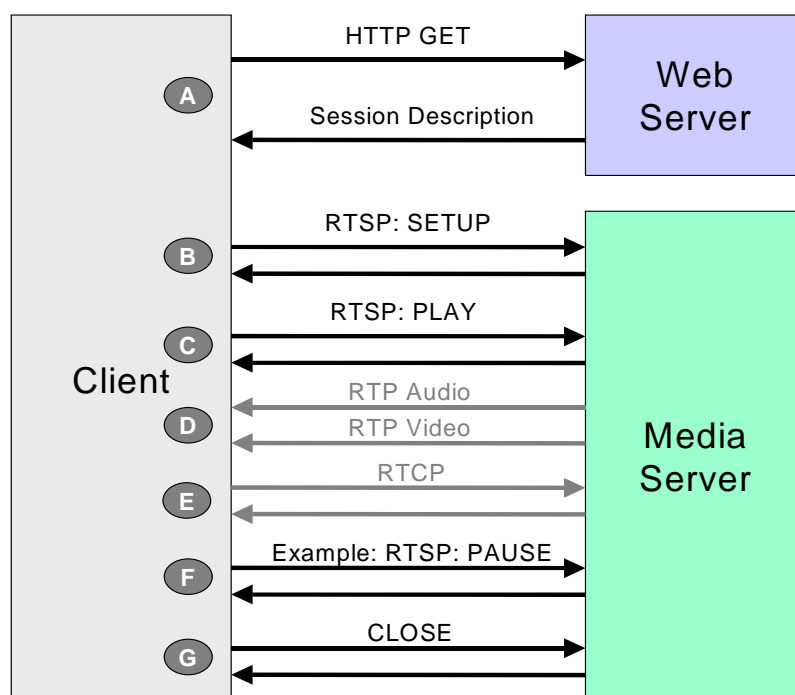 HTTP GET
Web
Server
A
Session Description
RTSP: SETUP
B
RTSP: PLAY
C
Client
RTP Audio
D
RTP Video
Media
Server
RTCP
E
Example: RTSP: PAUSE
F
CLOSE
G